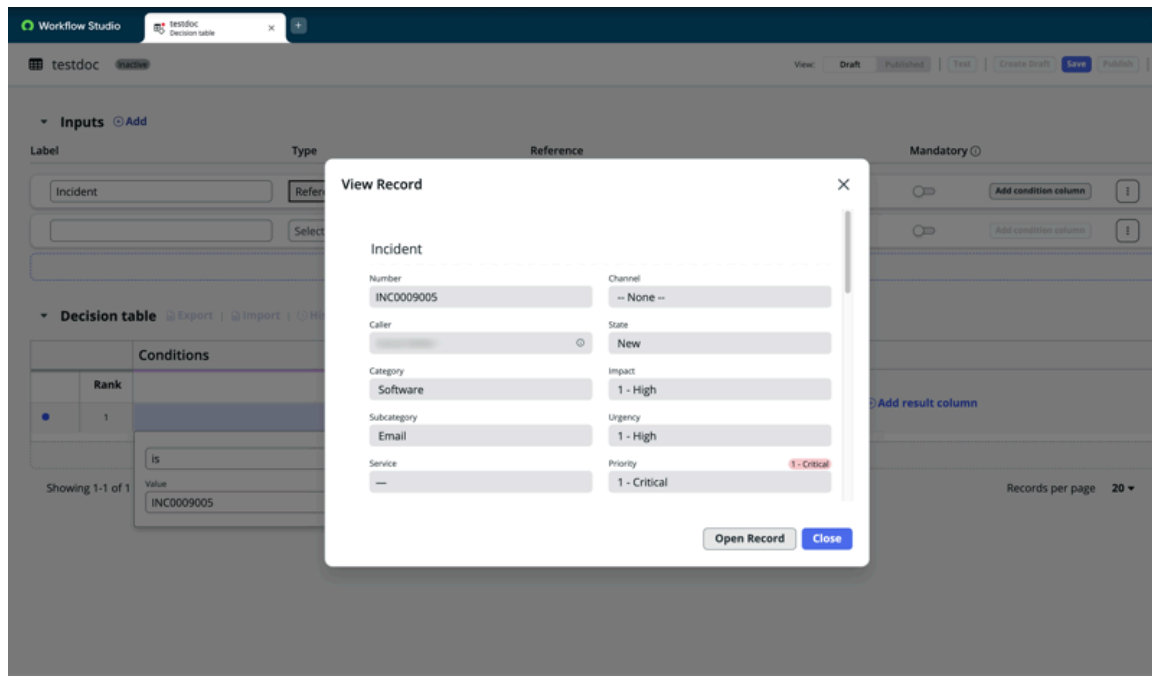 Workflow Studio
testdoc
Decision table
testdoc
Inactive
View: Draft Published Test Create Draft Save Publish
Inputs Add
Label Type Reference Mandatory
Incident Refer Add condition column
Select Add condition column
Decision table Export Import Hi
Conditions
Rank
Add result column
1
is
Value
INC0009005
Showing 1-1 of 1
Records per page 20
View Record
Incident
Number
INC0009005
Channel
-- None --
Caller
State
New
Category
Software
Impact
1 - High
Subcategory
Email
Urgency
1 - High
Service
—
Priority
1 - Critical
1 - Critical
Open Record Close